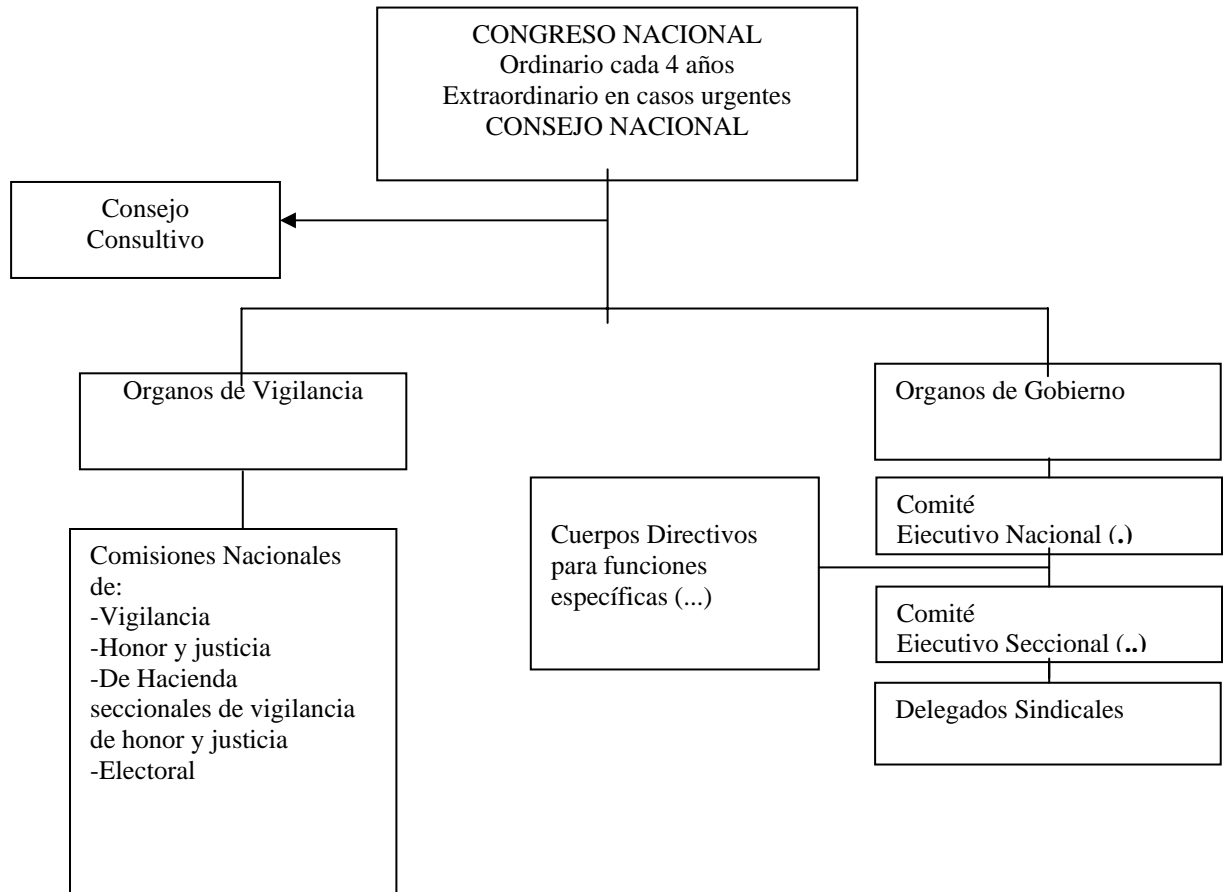 CONGRESO NACIONAL
Ordinario cada 4 años
Extraordinario en casos urgentes
CONSEJO NACIONAL
Consejo
Consultivo
Organos de Vigilancia
Organos de Gobierno
Comité
Ejecutivo Nacional (.)
Cuerpos Directivos
para funciones
específicas (...)
Comité
Ejecutivo Seccional (..)
Delegados Sindicales
Comisiones Nacionales
de:
-Vigilancia
-Honor y justicia
-De Hacienda
seccionales de vigilancia
de honor y justicia
-Electoral